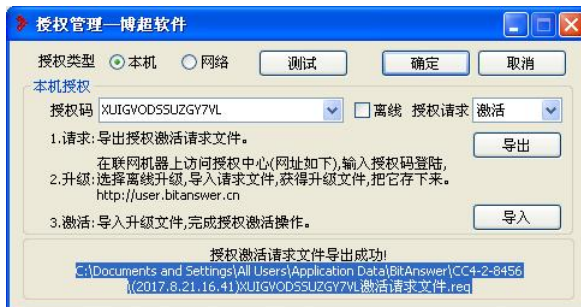 授权管理—博超软件
授权类型 本机 网络 测试 确定 取消
本机授权
授权码 XUIGVODSSUZGY7VL 离线 授权请求 激活
1.请求:导出授权激活请求文件。 导出
在联网机器上访问授权中心(网址如下),输入授权码登陆,
2.升级:选择离线升级,导入请求文件,获得升级文件,把它存下来。
http://user.bitanswer.cn
3.激活:导入升级文件,完成授权激活操作。 导入
授权激活请求文件导出成功!
C:\Documents and Settings\All Users\Application Data\BitAnswer\CC4-2-8456
\(2017.8.21.16.41)XUIGVODSSUZGY7VL激活请求文件.req